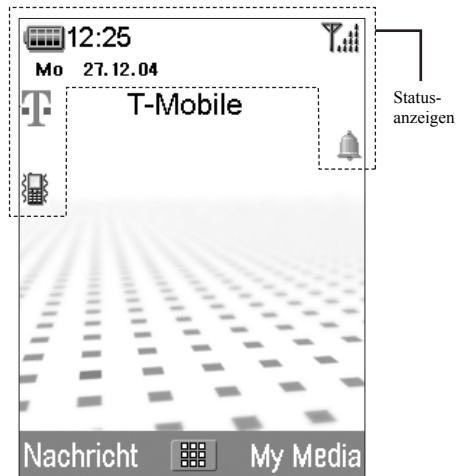 12:25
Mo 27.12.04
T
T-Mobile
Status-
anzeigen
Nachricht My Media